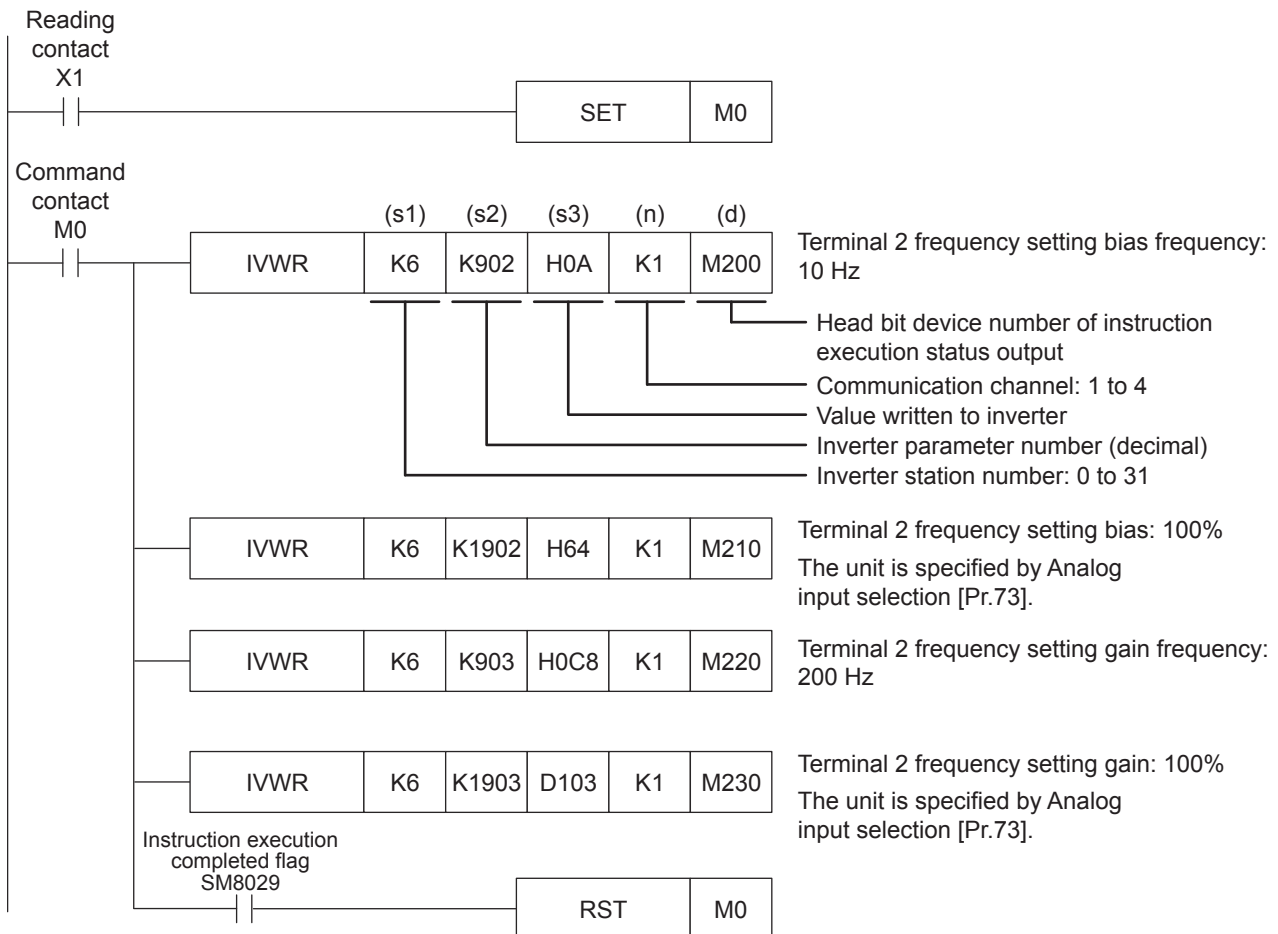 Reading
contact
X1
SET M0
Command
contact
M0
(s1) (s2) (s3) (n) (d)
IVWR K6 K902 H0A K1 M200
Terminal 2 frequency setting bias frequency:
10 Hz
Head bit device number of instruction
execution status output
Communication channel: 1 to 4
Value written to inverter
Inverter parameter number (decimal)
Inverter station number: 0 to 31
IVWR K6 K1902 H64 K1 M210
Terminal 2 frequency setting bias: 100%
The unit is specified by Analog
input selection [Pr.73].
IVWR K6 K903 H0C8 K1 M220
Terminal 2 frequency setting gain frequency:
200 Hz
IVWR K6 K1903 D103 K1 M230
Terminal 2 frequency setting gain: 100%
The unit is specified by Analog
input selection [Pr.73].
Instruction execution
completed flag
SM8029
RST M0